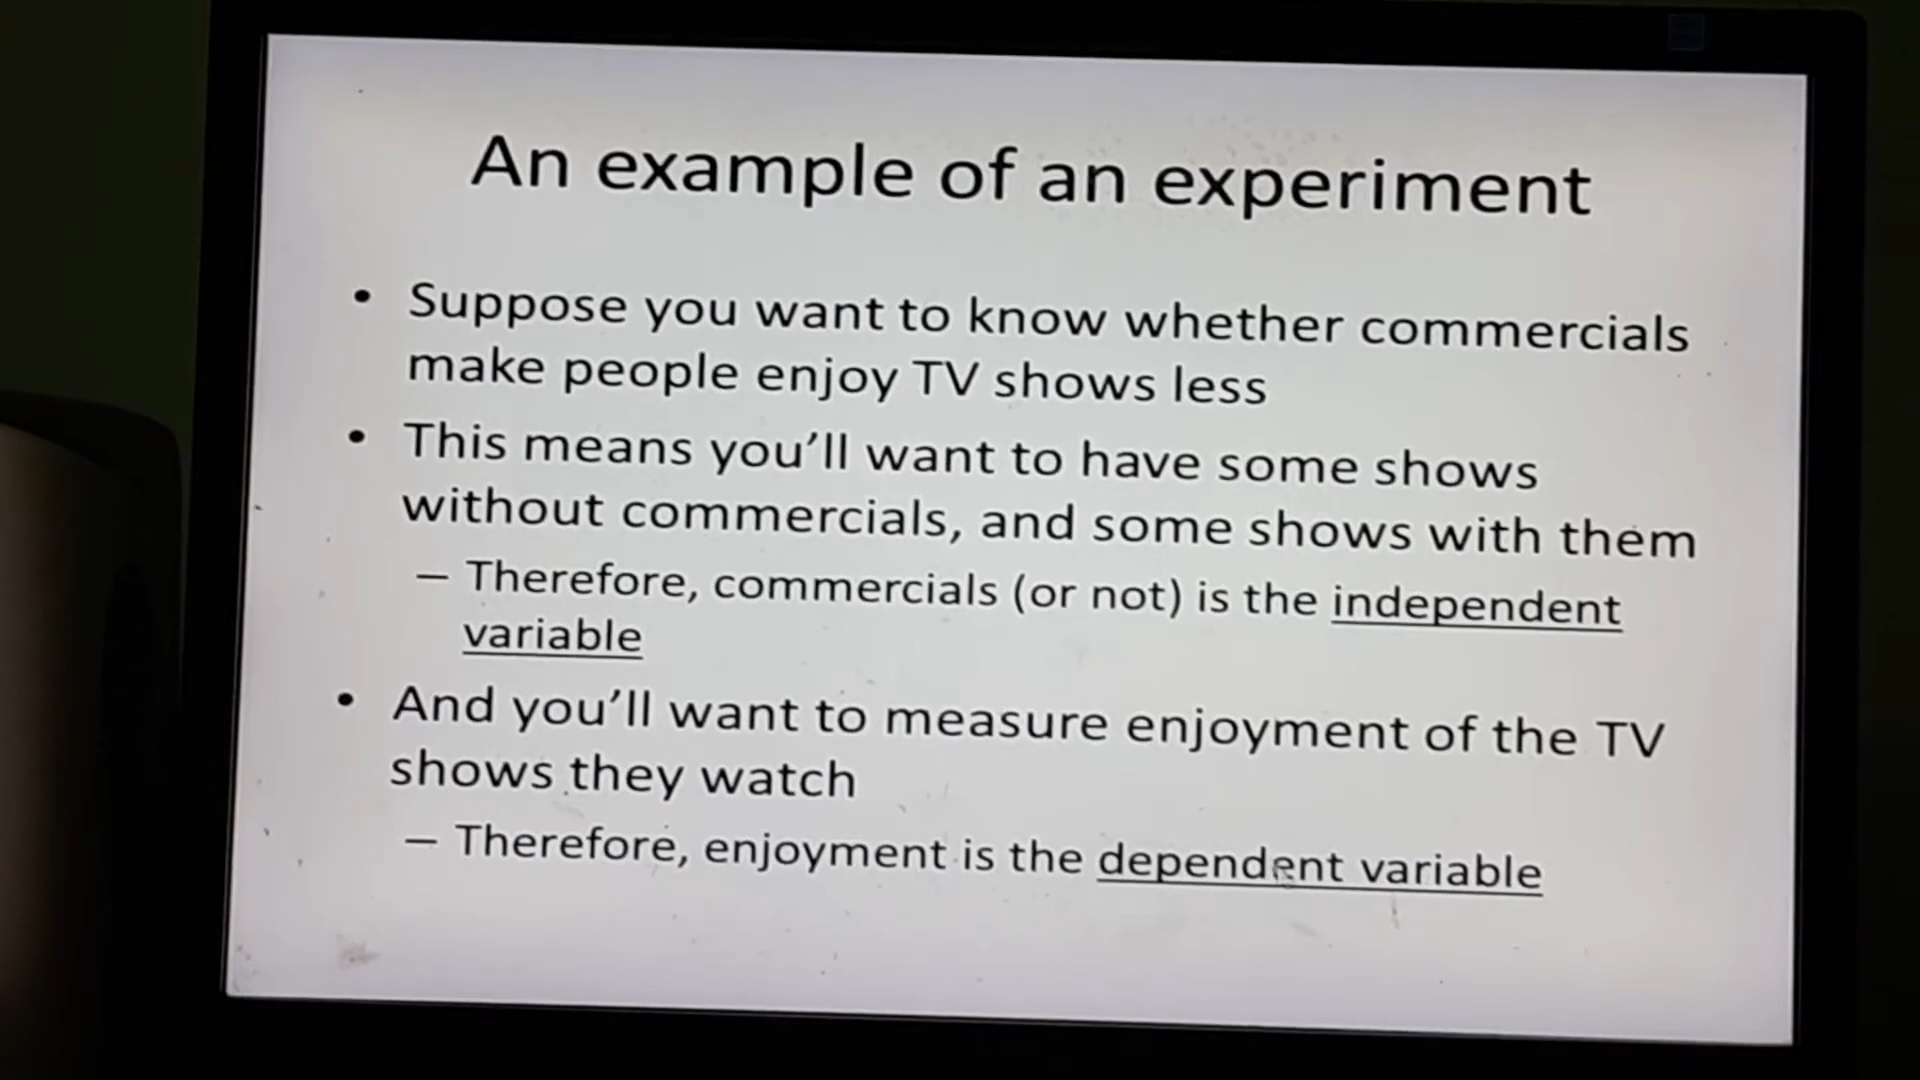 An example of an experiment
• Suppose you want to know whether commercials
make people enjoy TV shows less
• This means you’ll want to have some shows
without commercials, and some shows with them
– Therefore, commercials (or not) is the independent
variable
• And you’ll want to measure enjoyment of the TV
shows they watch
– Therefore, enjoyment is the dependent variable